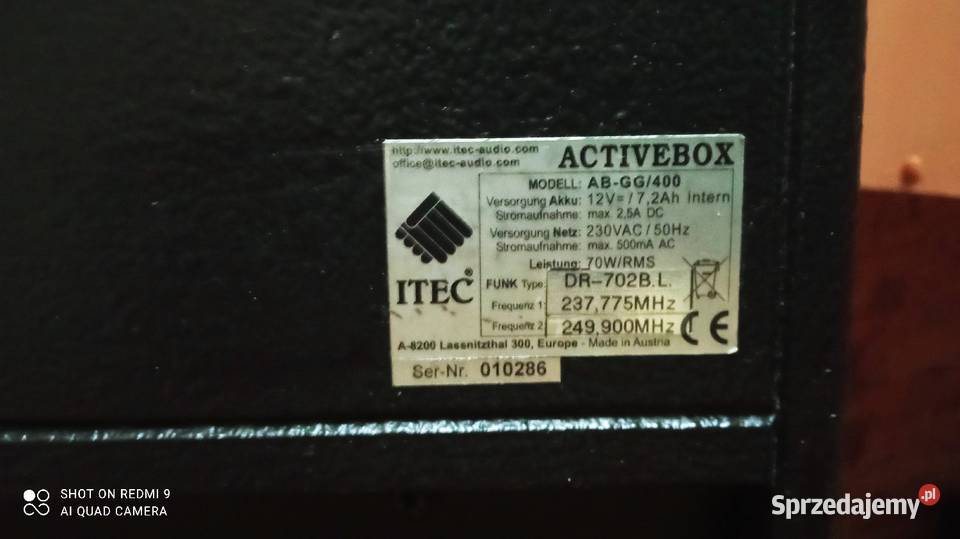 http://www.itec-audio.com
office@itec-audio.com
ACTIVEBOX
MODELL: AB-GG/400
Versorgung Akku: 12V= / 7,2Ah intern
Stromaufnahme: max. 2,5A DC
Versorgung Netz: 230VAC / 50Hz
Stromaufnahme: max. 500mA AC
Leistung: 70W/RMS
ITEC®
FUNK Type: DR-702B.L.
Frequenz 1: 237,775MHz
Frequenz 2: 249,900MHz
CE
A-8200 Lassnitzthal 300, Europe - Made in Austria
Ser-Nr. 010286
SHOT ON REDMI 9
AI QUAD CAMERA
Sprzedajemy.pl